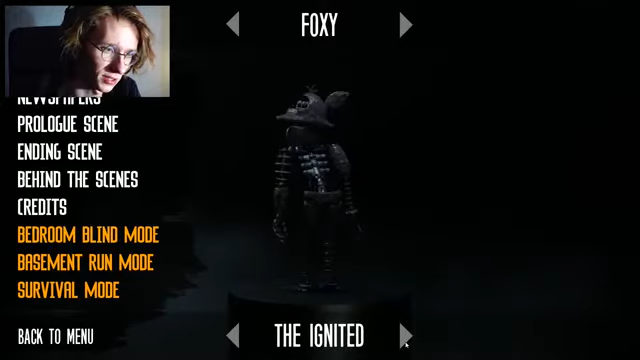 FOXY
NEWSPAPERS
PROLOGUE SCENE
ENDING SCENE
BEHIND THE SCENES
CREDITS
BEDROOM BLIND MODE
BASEMENT RUN MODE
SURVIVAL MODE
BACK TO MENU
THE IGNITED